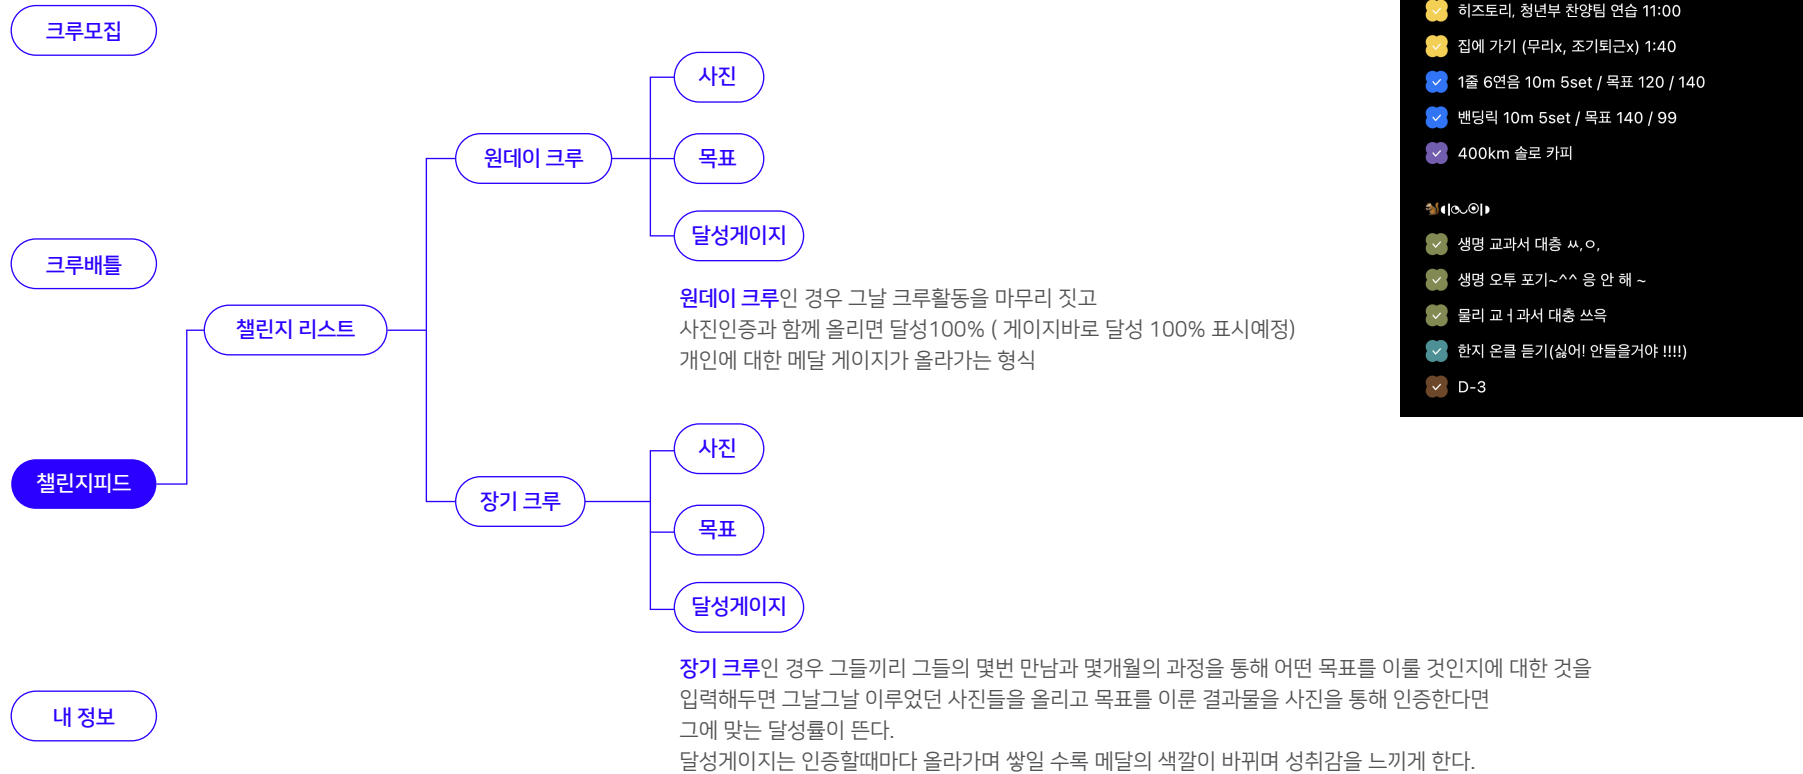 크루모집
크루배틀
챌린지피드
내 정보
챌린지 리스트
원데이 크루
사진
목표
달성게이지
원데이 크루인 경우 그날 크루활동을 마무리 짓고
사진인증과 함께 올리면 달성100% ( 게이지바로 달성 100% 표시예정)
개인에 대한 메달 게이지가 올라가는 형식
장기 크루
사진
목표
달성게이지
장기 크루인 경우 그들끼리 그들의 몇번 만남과 몇개월의 과정을 통해 어떤 목표를 이룰 것인지에 대한 것을
입력해두면 그날그날 이루었던 사진들을 올리고 목표를 이룬 결과물을 사진을 통해 인증한다면
그에 맞는 달성률이 뜬다.
달성게이지는 인증할때마다 올라가며 쌓일 수록 메달의 색깔이 바뀌며 성취감을 느끼게 한다.
히즈토리, 청년부 찬양팀 연습 11:00
집에 가기 (무리x, 조기퇴근x) 1:40
1줄 6연음 10m 5set / 목표 120 / 140
밴딩릭 10m 5set / 목표 140 / 99
400km 솔로 카피
생명 교과서 대층 ㅆ,ㅇ,
생명 오투 포기~^^ 응 안 해 ~
물리 교ㅓ과서 대충 쓰윽
한지 온클 듣기(싫어! 안들을거야 !!!!)
D-3